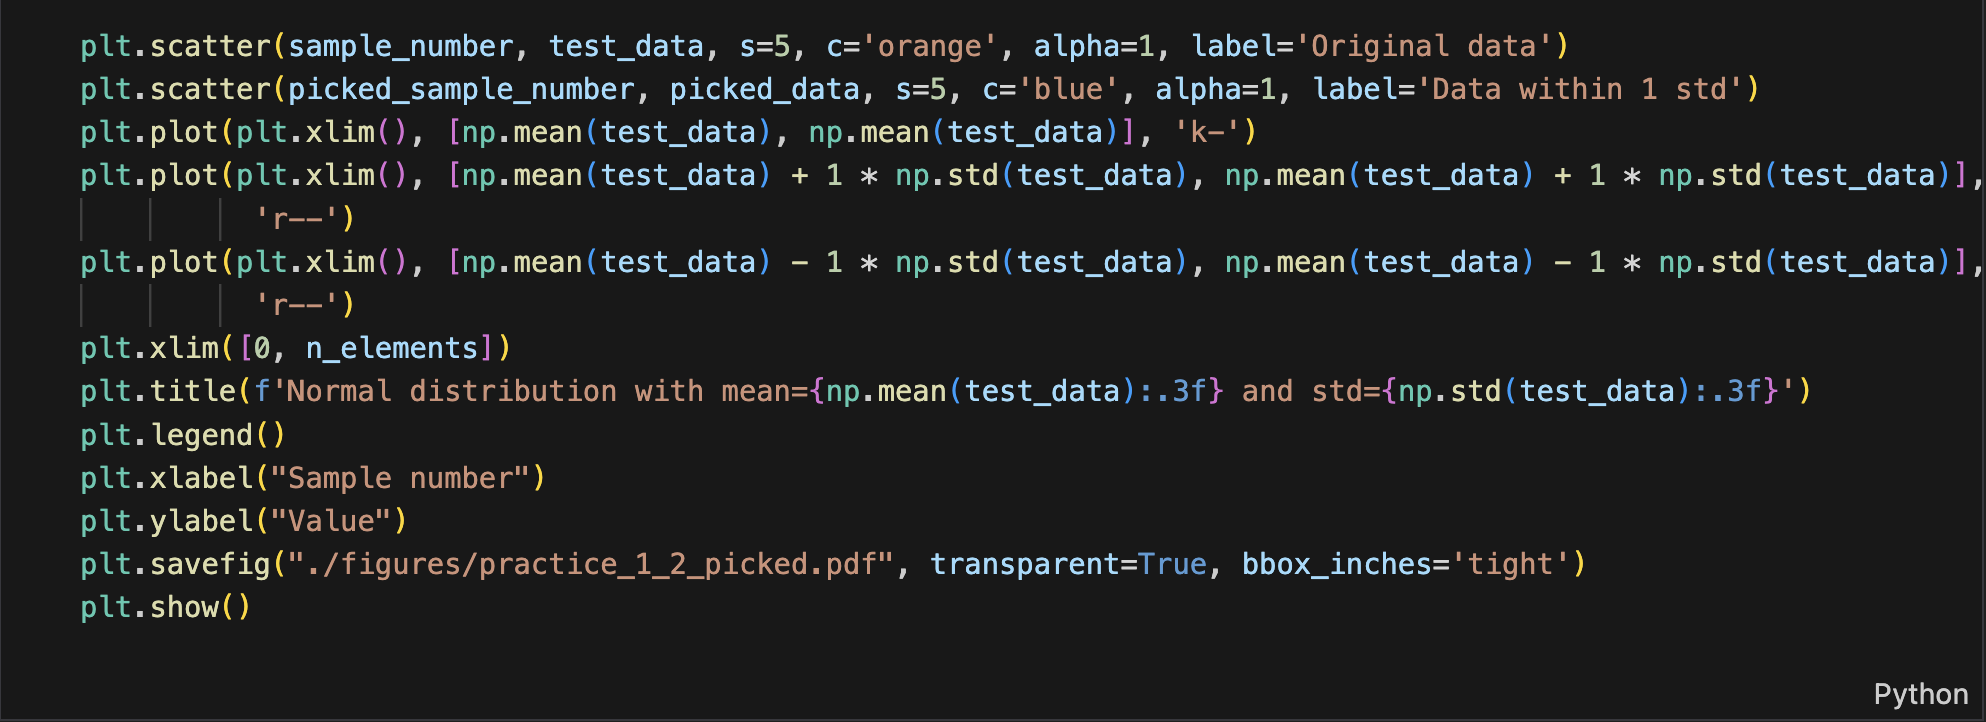 plt.scatter(sample_number, test_data, s=5, c='orange', alpha=1, label='Original data')
plt.scatter(picked_sample_number, picked_data, s=5, c='blue', alpha=1, label='Data within 1 std')
plt.plot(plt.xlim(), [np.mean(test_data), np.mean(test_data)], 'k-')
plt.plot(plt.xlim(), [np.mean(test_data) + 1 * np.std(test_data), np.mean(test_data) + 1 * np.std(test_data)],
'r--')
plt.plot(plt.xlim(), [np.mean(test_data) - 1 * np.std(test_data), np.mean(test_data) - 1 * np.std(test_data)],
'r--')
plt.xlim([0, n_elements])
plt.title(f'Normal distribution with mean={np.mean(test_data):.3f} and std={np.std(test_data):.3f}')
plt.legend()
plt.xlabel("Sample number")
plt.ylabel("Value")
plt.savefig("./figures/practice_1_2_picked.pdf", transparent=True, bbox_inches='tight')
plt.show()
Python